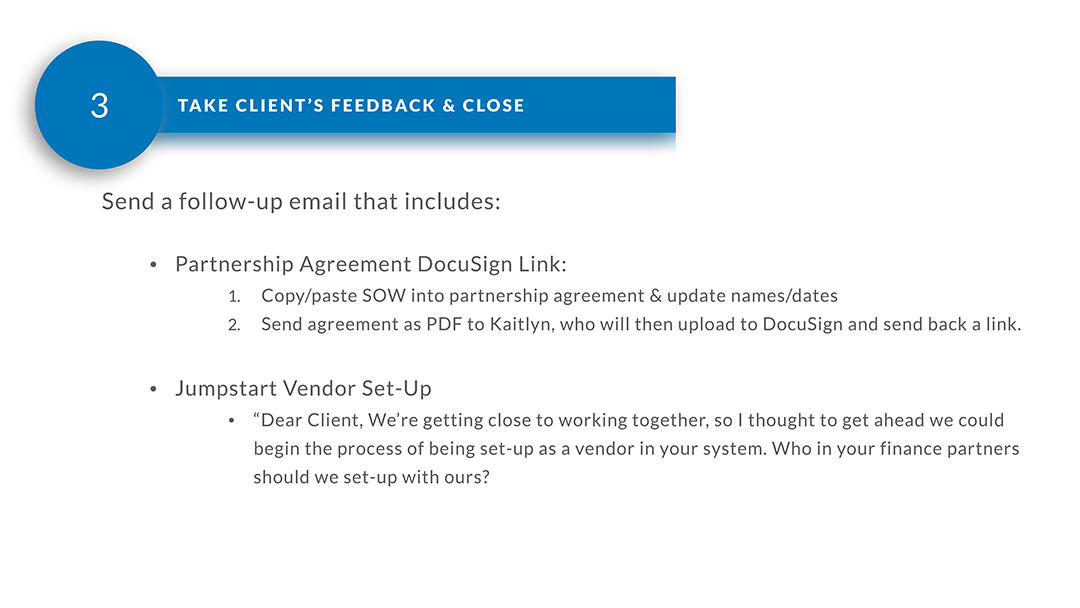 3
TAKE CLIENT’S FEEDBACK & CLOSE
Send a follow-up email that includes:
• Partnership Agreement DocuSign Link:
1. Copy/paste SOW into partnership agreement & update names/dates
2. Send agreement as PDF to Kaitlyn, who will then upload to DocuSign and send back a link.
• Jumpstart Vendor Set-Up
• “Dear Client, We’re getting close to working together, so I thought to get ahead we could
begin the process of being set-up as a vendor in your system. Who in your finance partners
should we set-up with ours?